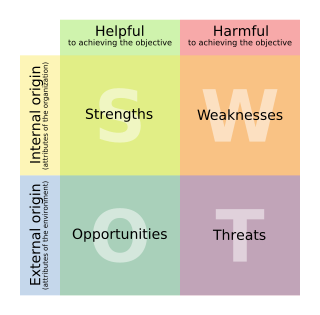 Helpful
to achieving the objective
Harmful
to achieving the objective
Internal origin
(attributes of the organization)
S
Strengths
W
Weaknesses
External origin
(attributes of the environment)
O
Opportunities
T
Threats